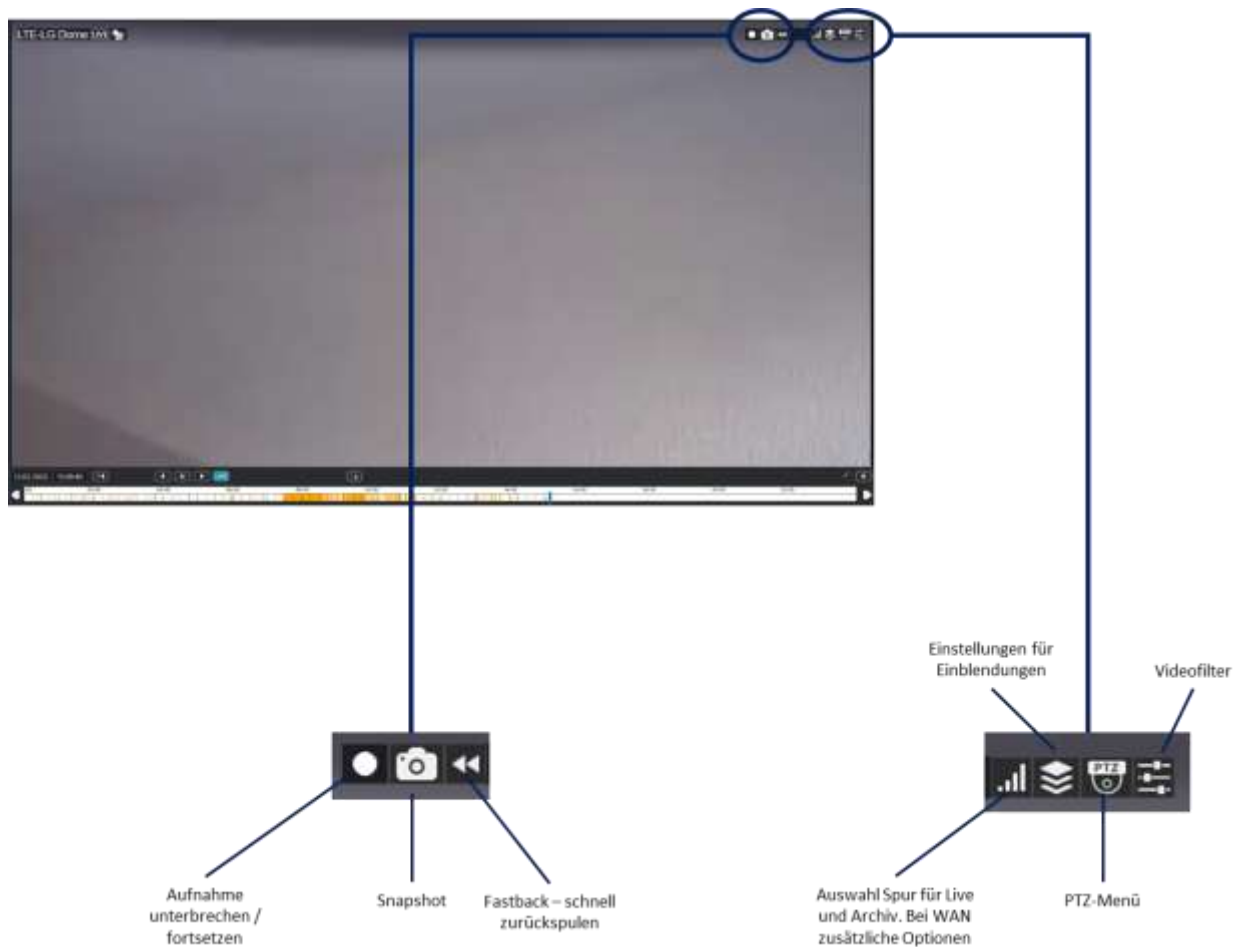 LTE-LG Dome LIVE
LIVE
Einstellungen für
Einblendungen
Videofilter
PTZ
Aufnahme
unterbrechen /
fortsetzen
Snapshot
Fastback – schnell
zurückspulen
Auswahl Spur für Live
und Archiv. Bei WAN
zusätzliche Optionen
PTZ-Menü